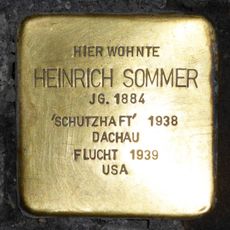 HIER WOHNTE
HEINRICH SOMMER
JG. 1884
'SCHUTZHAFT' 1938
DACHAU
FLUCHT 1939
USA